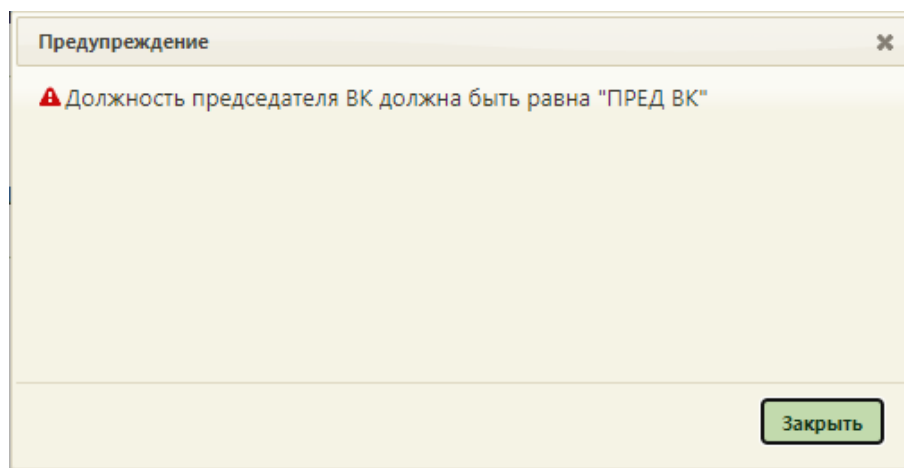 Предупреждение
Должность председателя ВК должна быть равна "ПРЕД ВК"
Закрыть